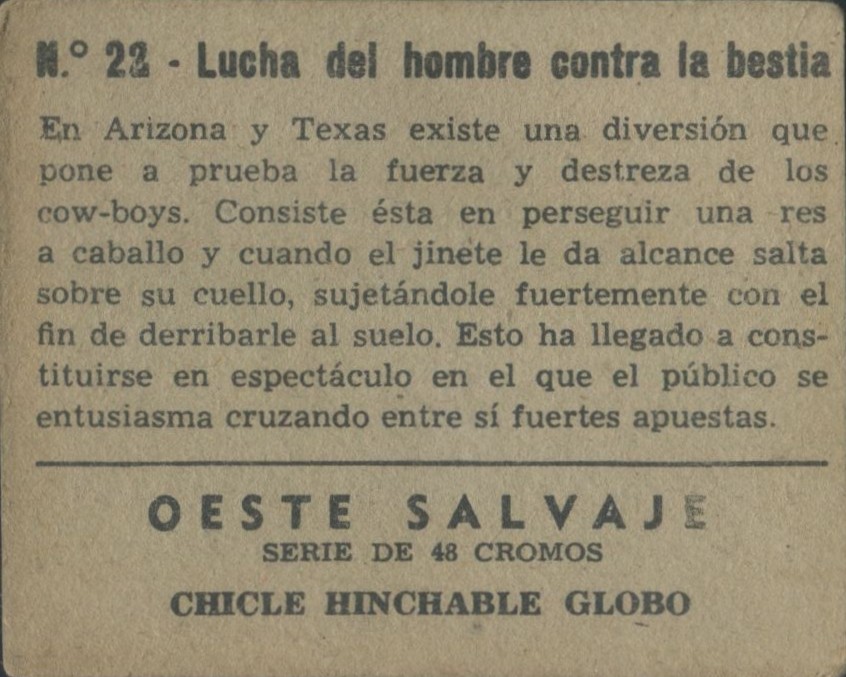 N.º 22 - Lucha del hombre contra la bestia
En Arizona y Texas existe una diversión que
pone a prueba la fuerza y destreza de los
cow-boys. Consiste ésta en perseguir una res
a caballo y cuando el jinete le da alcance salta
sobre su cuello, sujetándole fuertemente con el
fin de derribarle al suelo. Esto ha llegado a cons-
tituirse en espectáculo en el que el público se
entusiasma cruzando entre sí fuertes apuestas.
OESTE SALVAJE
SERIE DE 48 CROMOS
CHICLE HINCHABLE GLOBO